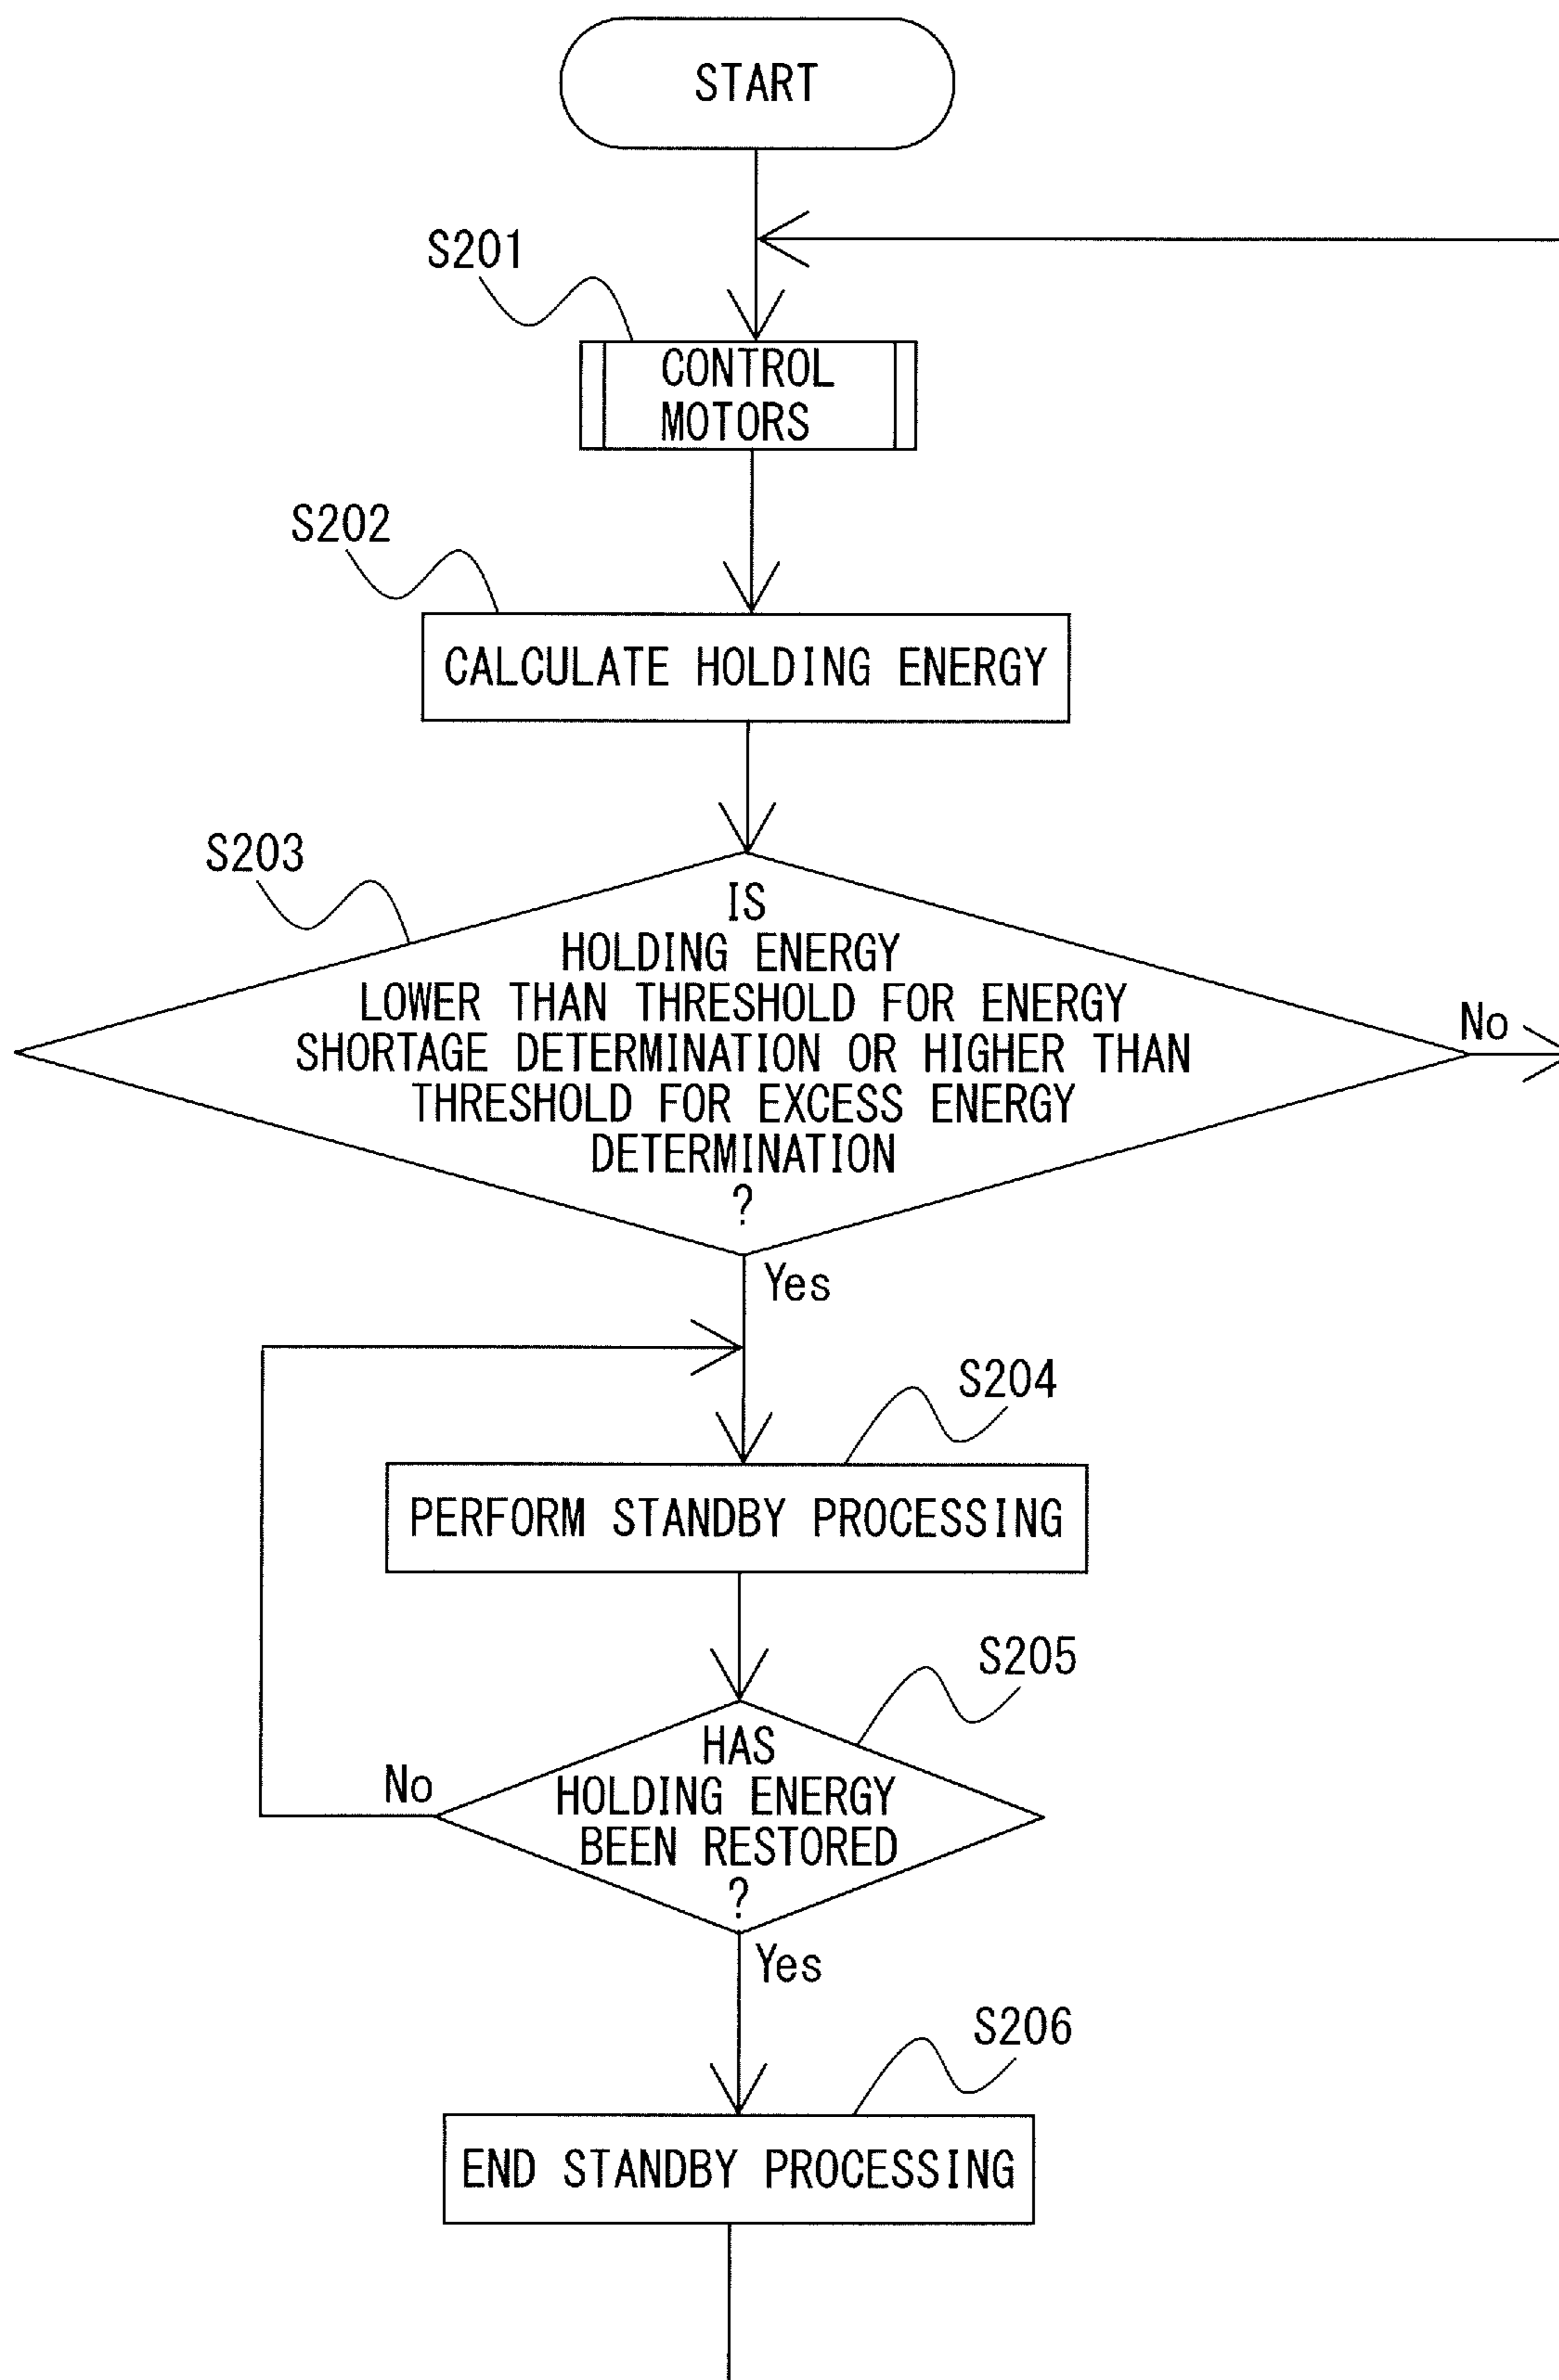 START
S201
CONTROL
MOTORS
S202
CALCULATE HOLDING ENERGY
S203
IS
HOLDING ENERGY
LOWER THAN THRESHOLD FOR ENERGY
SHORTAGE DETERMINATION OR HIGHER THAN
THRESHOLD FOR EXCESS ENERGY
DETERMINATION
?
No
Yes
S204
PERFORM STANDBY PROCESSING
S205
HAS
HOLDING ENERGY
BEEN RESTORED
?
No
Yes
S206
END STANDBY PROCESSING